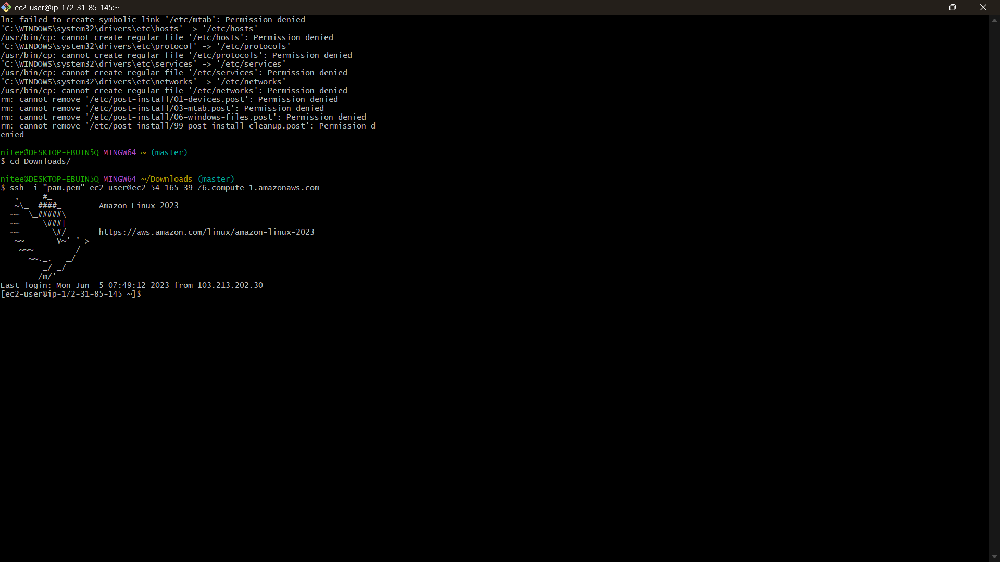 ec2-user@ip-172-31-85-145:~
ln: failed to create symbolic link '/etc/mtab': Permission denied
'C:\WINDOWS\system32\drivers\etc\hosts' -> '/etc/hosts'
/usr/bin/cp: cannot create regular file '/etc/hosts': Permission denied
'C:\WINDOWS\system32\drivers\etc\protocol' -> '/etc/protocols'
/usr/bin/cp: cannot create regular file '/etc/protocols': Permission denied
'C:\WINDOWS\system32\drivers\etc\services' -> '/etc/services'
/usr/bin/cp: cannot create regular file '/etc/services': Permission denied
'C:\WINDOWS\system32\drivers\etc\networks' -> '/etc/networks'
/usr/bin/cp: cannot create regular file '/etc/networks': Permission denied
rm: cannot remove '/etc/post-install/01-devices.post': Permission denied
rm: cannot remove '/etc/post-install/03-mtab.post': Permission denied
rm: cannot remove '/etc/post-install/06-windows-files.post': Permission denied
rm: cannot remove '/etc/post-install/99-post-install-cleanup.post': Permission d
enied
nitee@DESKTOP-EBUIN5Q MINGW64 ~ (master)
$ cd Downloads/
nitee@DESKTOP-EBUIN5Q MINGW64 ~/Downloads (master)
$ ssh -i "pam.pem" ec2-user@ec2-54-165-39-76.compute-1.amazonaws.com
   ,     #_
   ~\_  ####_        Amazon Linux 2023
  ~~  \_#####\
  ~~     \###|
  ~~       \#/ ___   https://aws.amazon.com/linux/amazon-linux-2023
   ~~       V~' '->
    ~~~         /
      ~~._.   _/
         _/ _/
       _/m/'
Last login: Mon Jun  5 07:49:12 2023 from 103.213.202.30
[ec2-user@ip-172-31-85-145 ~]$